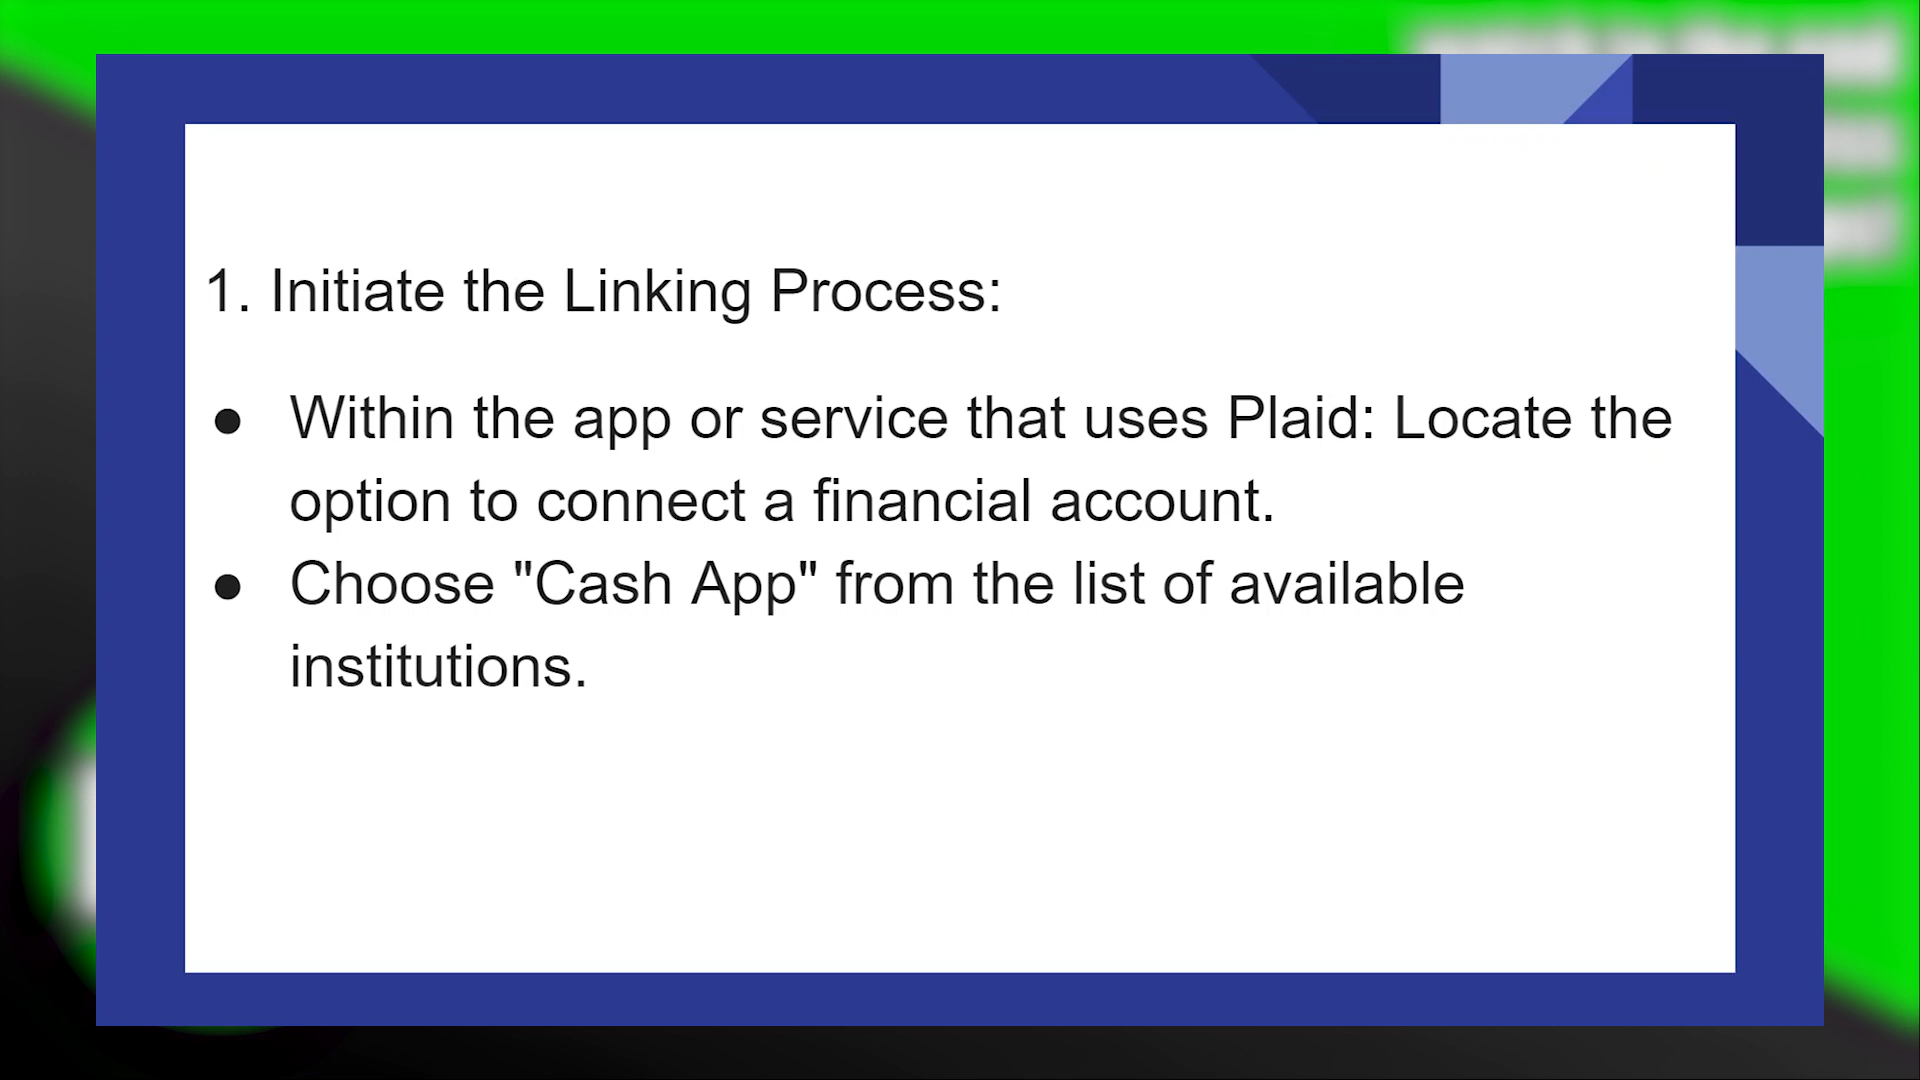 1. Initiate the Linking Process:
● Within the app or service that uses Plaid: Locate the
option to connect a financial account.
● Choose "Cash App" from the list of available
institutions.